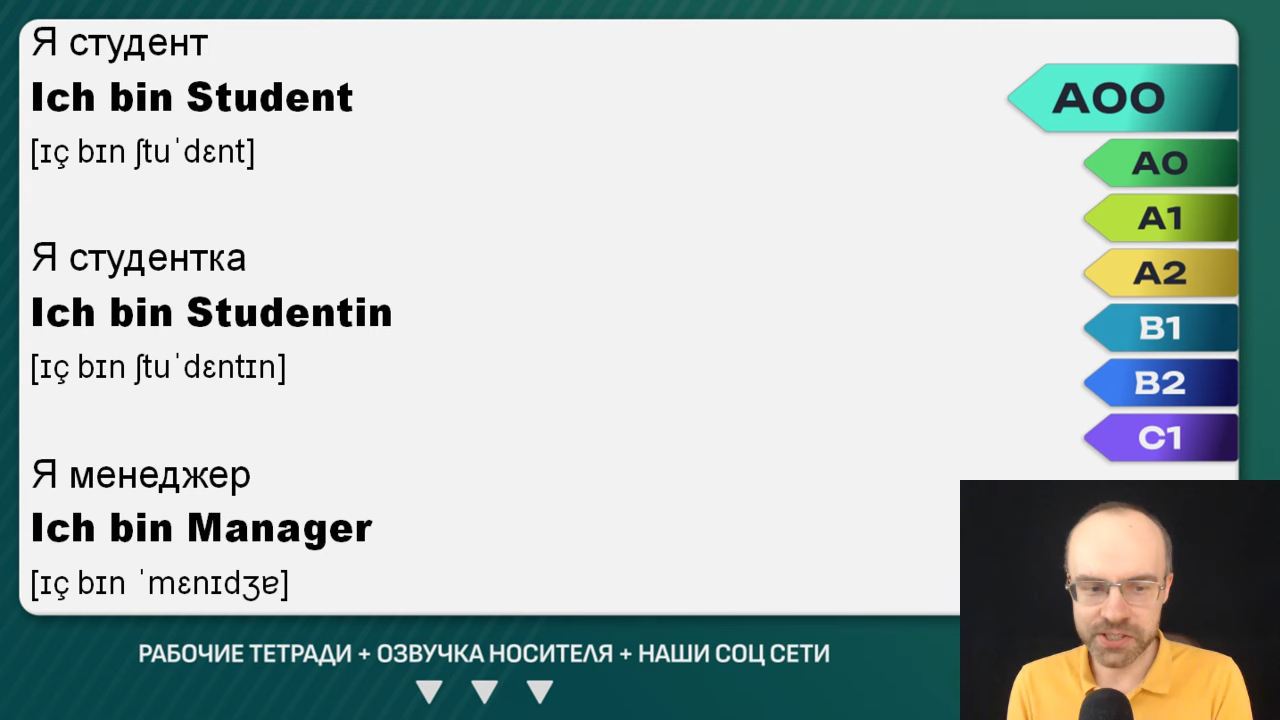 Я студент
Ich bin Student
[ɪç bɪn ʃtuˈdɛnt]
Я студентка
Ich bin Studentin
[ɪç bɪn ʃtuˈdɛntɪn]
Я менеджер
Ich bin Manager
[ɪç bɪn ˈmɛnɪdʒɐ]
A00
A0
A1
A2
B1
B2
C1
РАБОЧИЕ ТЕТРАДИ + ОЗВУЧКА НОСИТЕЛЯ + НАШИ СОЦ СЕТИ